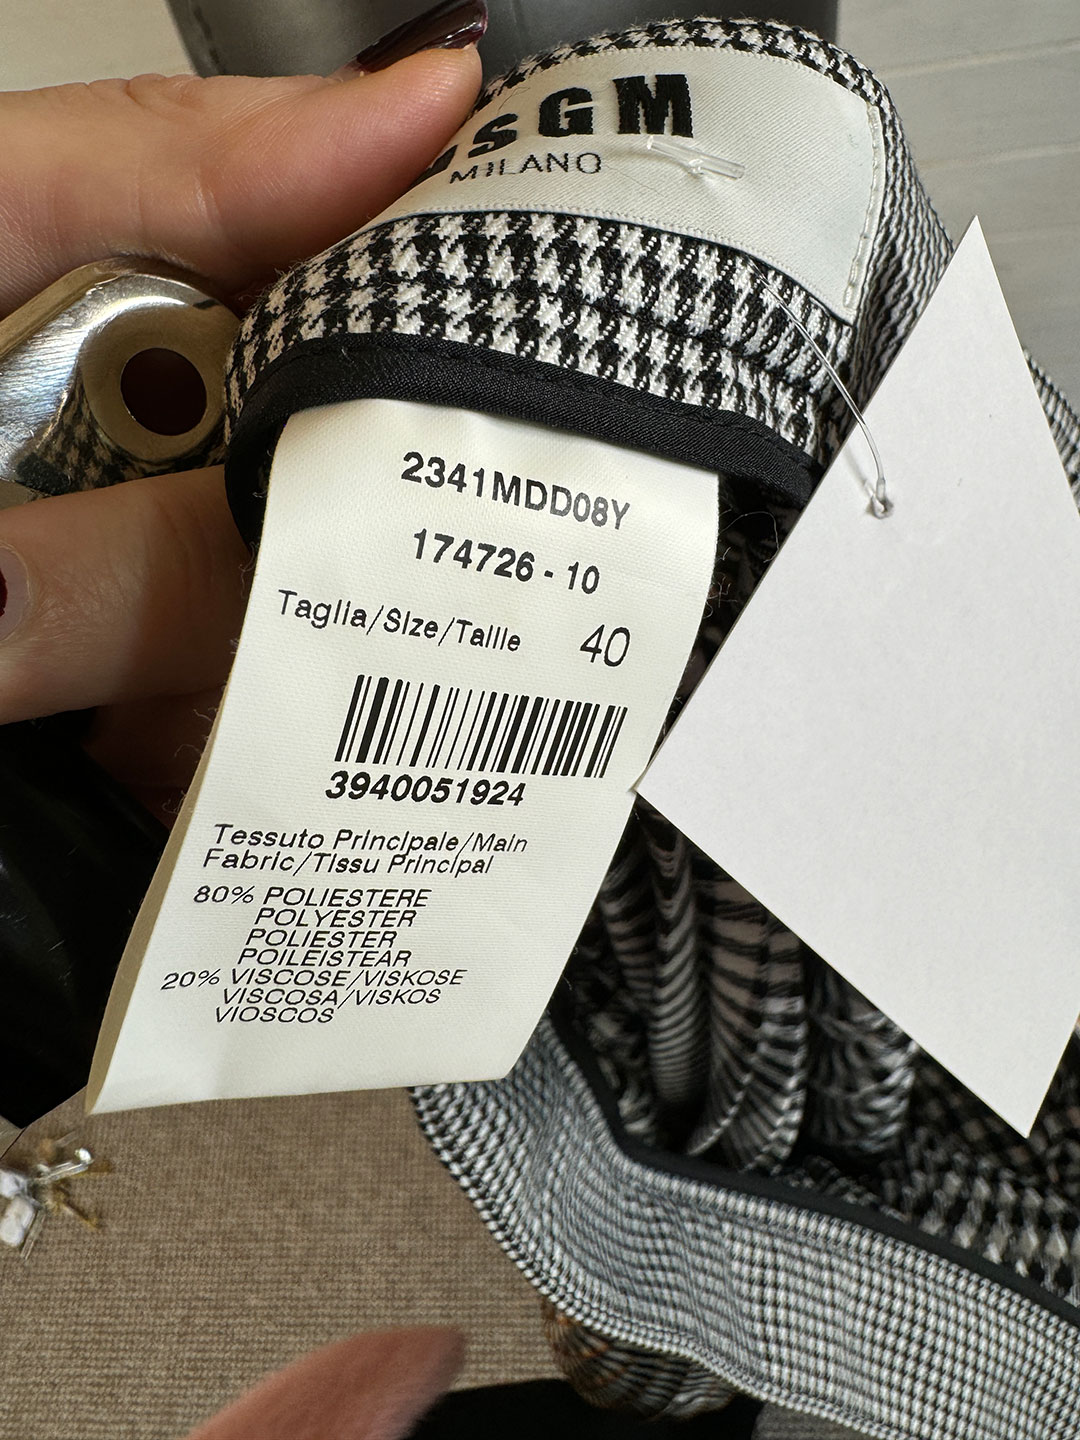 MSGM
MILANO
2341MDD08Y
174726 - 10
Taglia/Size/Taille 40
3940051924
Tessuto Principale/Main
Fabric/Tissu Principal
80% POLIESTERE
POLYESTER
POLIESTER
POILEISTEAR
20% VISCOSE/VISKOSE
VISCOSA/VISKOS
VIOSCOS